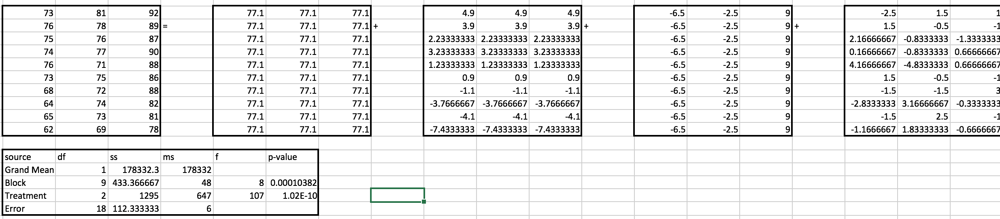 73 81 92 77.1 77.1 77.1 4.9 4.9 4.9 -6.5 -2.5 9 -2.5 1.5 1
76 78 89 = 77.1 77.1 77.1 + 3.9 3.9 3.9 + -6.5 -2.5 9 + 1.5 -0.5 -1
75 76 87 77.1 77.1 77.1 2.23333333 2.23333333 2.23333333 -6.5 -2.5 9 2.16666667 -0.8333333 -1.3333333
74 77 90 77.1 77.1 77.1 3.23333333 3.23333333 3.23333333 -6.5 -2.5 9 0.16666667 -0.8333333 0.66666667
76 71 88 77.1 77.1 77.1 1.23333333 1.23333333 1.23333333 -6.5 -2.5 9 4.16666667 -4.8333333 0.66666667
73 75 86 77.1 77.1 77.1 0.9 0.9 0.9 -6.5 -2.5 9 1.5 -0.5 -1
68 72 88 77.1 77.1 77.1 -1.1 -1.1 -1.1 -6.5 -2.5 9 -1.5 -1.5 3
64 74 82 77.1 77.1 77.1 -3.7666667 -3.7666667 -3.7666667 -6.5 -2.5 9 -2.8333333 3.16666667 -0.3333333
65 73 81 77.1 77.1 77.1 -4.1 -4.1 -4.1 -6.5 -2.5 9 -1.5 2.5 -1
62 69 78 77.1 77.1 77.1 -7.4333333 -7.4333333 -7.4333333 -6.5 -2.5 9 -1.1666667 1.83333333 -0.6666667
source df ss ms f p-value
Grand Mean 1 178332.3 178332
Block 9 433.366667 48 8 0.00010382
Treatment 2 1295 647 107 1.02E-10
Error 18 112.333333 6